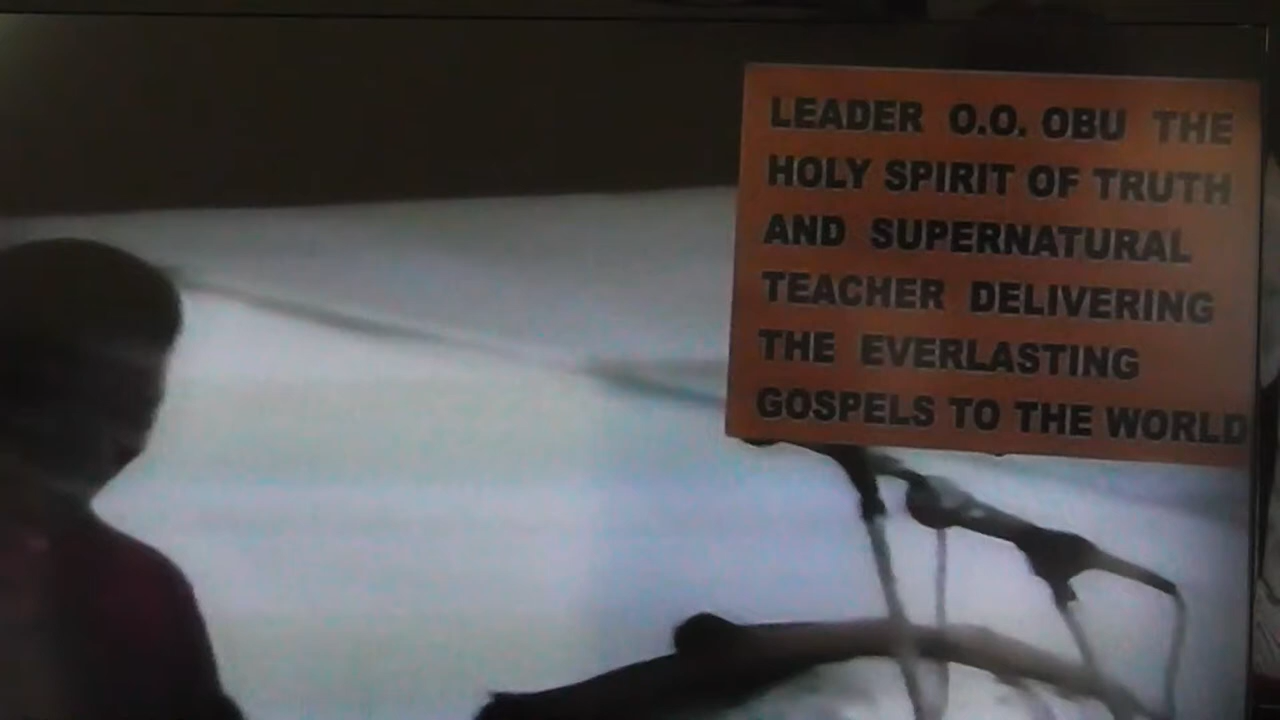 LEADER O.O. OBU THE
HOLY SPIRIT OF TRUTH
AND SUPERNATURAL
TEACHER DELIVERING
THE EVERLASTING
GOSPELS TO THE WORLD